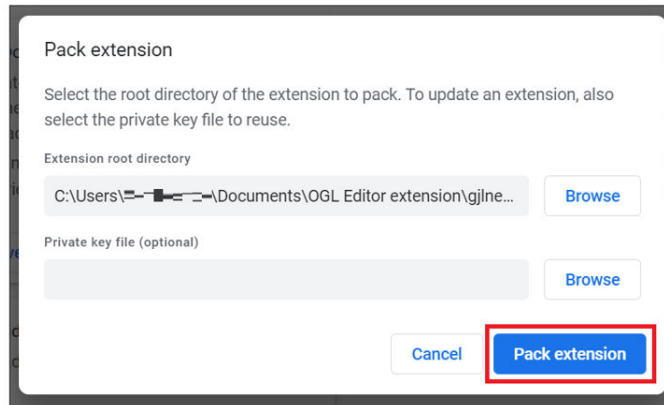 Pack extension
Select the root directory of the extension to pack. To update an extension, also
select the private key file to reuse.
Extension root directory
C:\Users\ \Documents\OGL Editor extension\gjlne...
Browse
Private key file (optional)
Browse
Cancel
Pack extension